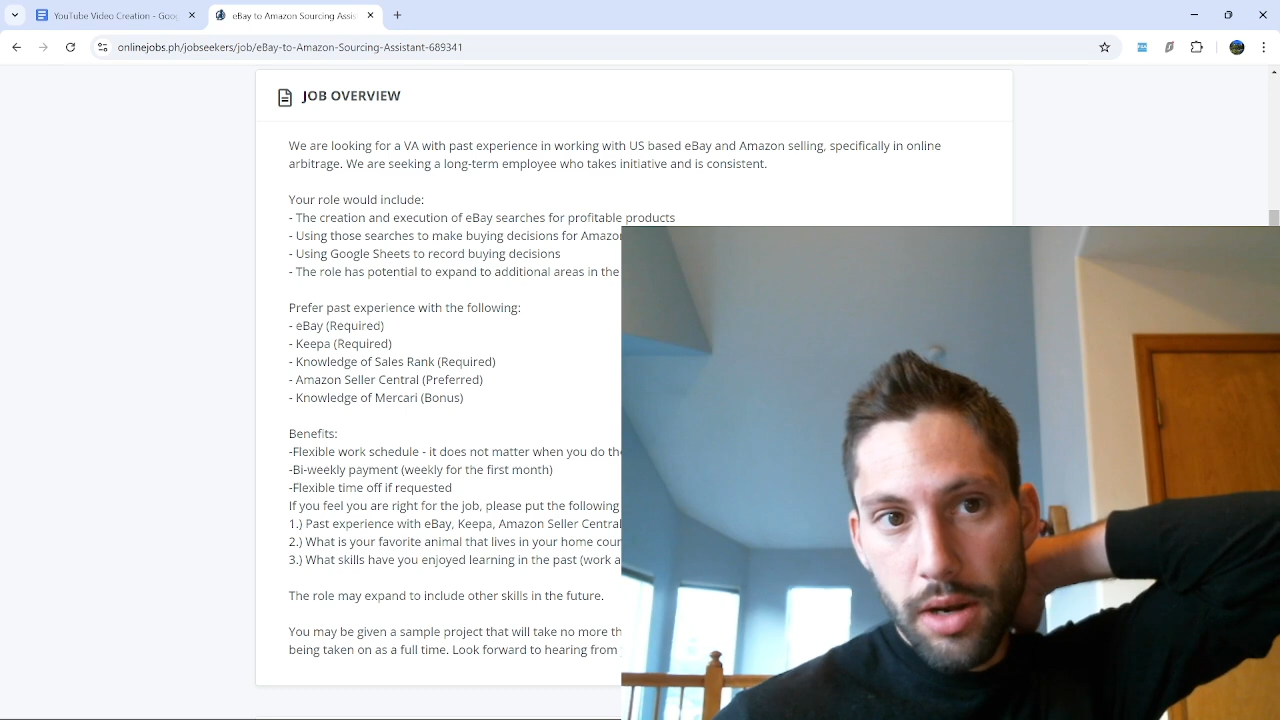 YouTube Video Creation - Goog
eBay to Amazon Sourcing Assis
onlinejobs.ph/jobseekers/job/eBay-to-Amazon-Sourcing-Assistant-689341
JOB OVERVIEW
We are looking for a VA with past experience in working with US based eBay and Amazon selling, specifically in online
arbitrage. We are seeking a long-term employee who takes initiative and is consistent.
Your role would include:
- The creation and execution of eBay searches for profitable products
- Using those searches to make buying decisions for Amazo
- Using Google Sheets to record buying decisions
- The role has potential to expand to additional areas in the
Prefer past experience with the following:
- eBay (Required)
- Keepa (Required)
- Knowledge of Sales Rank (Required)
- Amazon Seller Central (Preferred)
- Knowledge of Mercari (Bonus)
Benefits:
-Flexible work schedule - it does not matter when you do the
-Bi-weekly payment (weekly for the first month)
-Flexible time off if requested
If you feel you are right for the job, please put the following
1.) Past experience with eBay, Keepa, Amazon Seller Central
2.) What is your favorite animal that lives in your home coun
3.) What skills have you enjoyed learning in the past (work a
The role may expand to include other skills in the future.
You may be given a sample project that will take no more th
being taken on as a full time. Look forward to hearing from